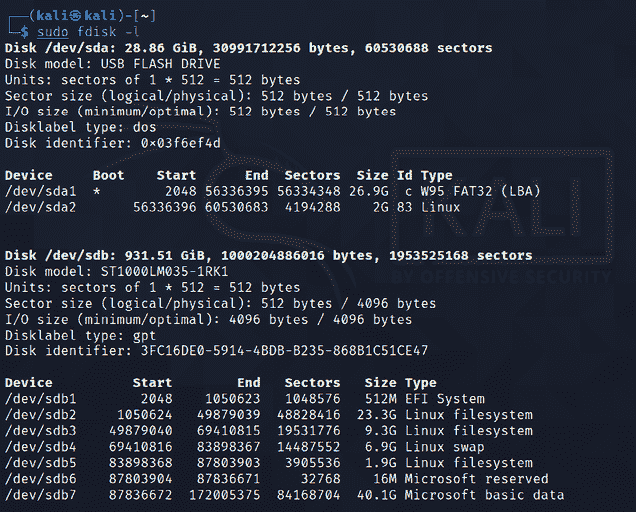 ┌──(kali㉿kali)-[~]
└─$ sudo fdisk -l
Disk /dev/sda: 28.86 GiB, 30991712256 bytes, 60530688 sectors
Disk model: USB FLASH DRIVE
Units: sectors of 1 * 512 = 512 bytes
Sector size (logical/physical): 512 bytes / 512 bytes
I/O size (minimum/optimal): 512 bytes / 512 bytes
Disklabel type: dos
Disk identifier: 0x03f6ef4d
Device     Boot    Start      End  Sectors  Size Id Type
/dev/sda1  *        2048 56336395 56334348 26.9G  c W95 FAT32 (LBA)
/dev/sda2       56336396 60530683  4194288    2G 83 Linux
Disk /dev/sdb: 931.51 GiB, 1000204886016 bytes, 1953525168 sectors
Disk model: ST1000LM035-1RK1
Units: sectors of 1 * 512 = 512 bytes
Sector size (logical/physical): 512 bytes / 4096 bytes
I/O size (minimum/optimal): 4096 bytes / 4096 bytes
Disklabel type: gpt
Disk identifier: 3FC16DE0-5914-4BDB-B235-868B1C51CE47
Device        Start       End  Sectors  Size Type
/dev/sdb1      2048   1050623  1048576  512M EFI System
/dev/sdb2   1050624  49879039 48828416 23.3G Linux filesystem
/dev/sdb3  49879040  69410815 19531776  9.3G Linux filesystem
/dev/sdb4  69410816  83898367 14487552  6.9G Linux swap
/dev/sdb5  83898368  87803903  3905536  1.9G Linux filesystem
/dev/sdb6  87803904  87836671    32768   16M Microsoft reserved
/dev/sdb7  87836672 172005375 84168704 40.1G Microsoft basic data
KALI
BY OFFENSIVE SECURITY